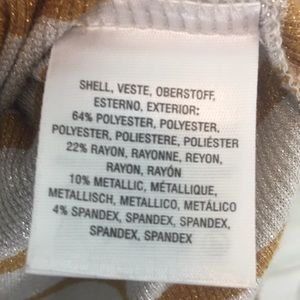 SHELL, VESTE, OBERSTOFF,
ESTERNO, EXTERIOR:
64% POLYESTER, POLYESTER,
POLYESTER, POLIESTERE, POLIÉSTER
22% RAYON, RAYONNE, REYON,
RAYON, RAYÓN
10% METALLIC, MÉTALLIQUE,
METALLISCH, METALLICO, METÁLICO
4% SPANDEX, SPANDEX, SPANDEX,
SPANDEX, SPANDEX